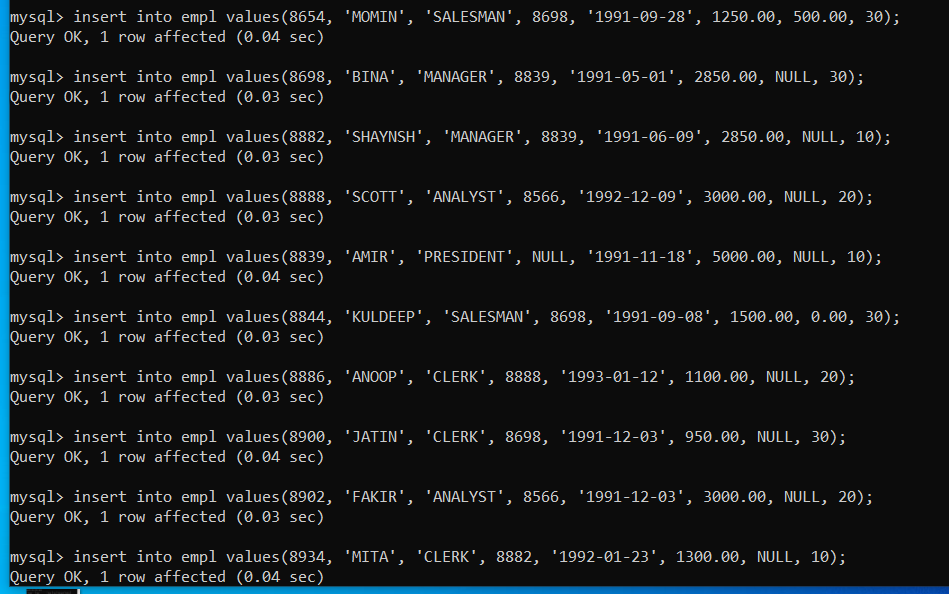 mysql> insert into empl values(8654, 'MOMIN', 'SALESMAN', 8698, '1991-09-28', 1250.00, 500.00, 30);
Query OK, 1 row affected (0.04 sec)
mysql> insert into empl values(8698, 'BINA', 'MANAGER', 8839, '1991-05-01', 2850.00, NULL, 30);
Query OK, 1 row affected (0.03 sec)
mysql> insert into empl values(8882, 'SHAYNSH', 'MANAGER', 8839, '1991-06-09', 2850.00, NULL, 10);
Query OK, 1 row affected (0.03 sec)
mysql> insert into empl values(8888, 'SCOTT', 'ANALYST', 8566, '1992-12-09', 3000.00, NULL, 20);
Query OK, 1 row affected (0.03 sec)
mysql> insert into empl values(8839, 'AMIR', 'PRESIDENT', NULL, '1991-11-18', 5000.00, NULL, 10);
Query OK, 1 row affected (0.04 sec)
mysql> insert into empl values(8844, 'KULDEEP', 'SALESMAN', 8698, '1991-09-08', 1500.00, 0.00, 30);
Query OK, 1 row affected (0.04 sec)
mysql> insert into empl values(8886, 'ANOOP', 'CLERK', 8888, '1993-01-12', 1100.00, NULL, 20);
Query OK, 1 row affected (0.03 sec)
mysql> insert into empl values(8900, 'JATIN', 'CLERK', 8698, '1991-12-03', 950.00, NULL, 30);
Query OK, 1 row affected (0.04 sec)
mysql> insert into empl values(8902, 'FAKIR', 'ANALYST', 8566, '1991-12-03', 3000.00, NULL, 20);
Query OK, 1 row affected (0.03 sec)
mysql> insert into empl values(8934, 'MITA', 'CLERK', 8882, '1992-01-23', 1300.00, NULL, 10);
Query OK, 1 row affected (0.04 sec)